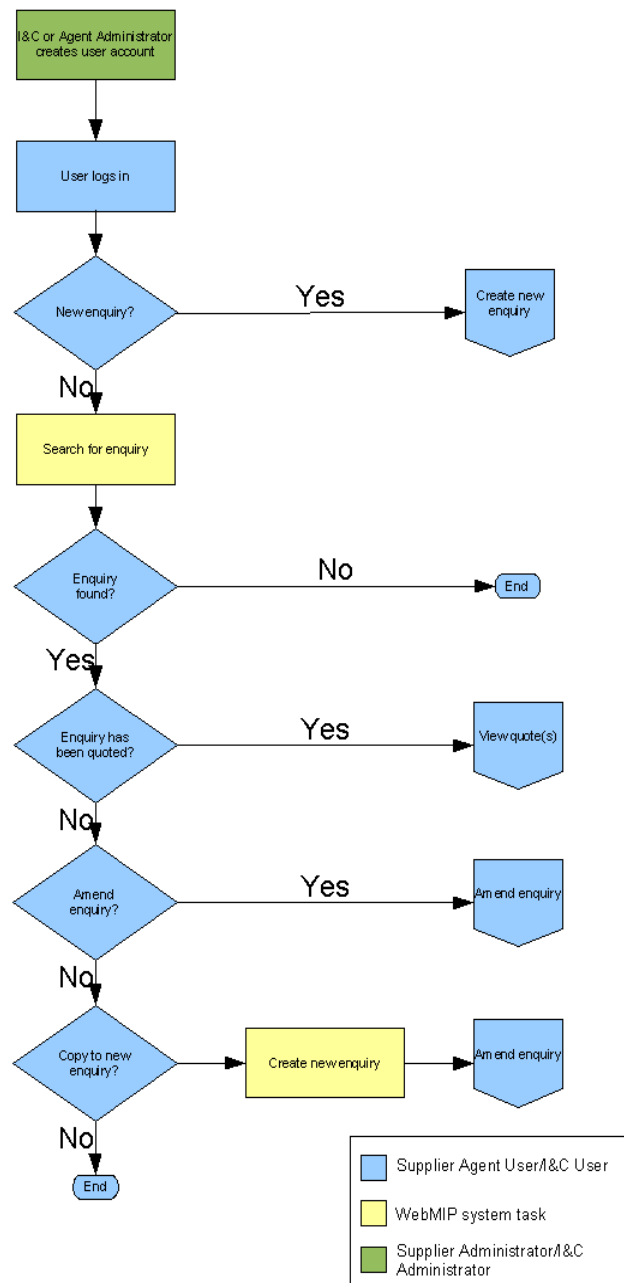 I&C or Agent Administrator
creates user account
User logs in
New enquiry?
Yes
Create new
enquiry
No
Search for enquiry
Enquiry
found?
No
End
Yes
Enquiry has
been quoted?
Yes
View quote(s)
No
Amend
enquiry?
Yes
Amend enquiry
No
Copy to new
enquiry?
Create new enquiry
Amend enquiry
No
End
Supplier Agent User/I&C User
WebMIP system task
Supplier Administrator/I&C
Administrator